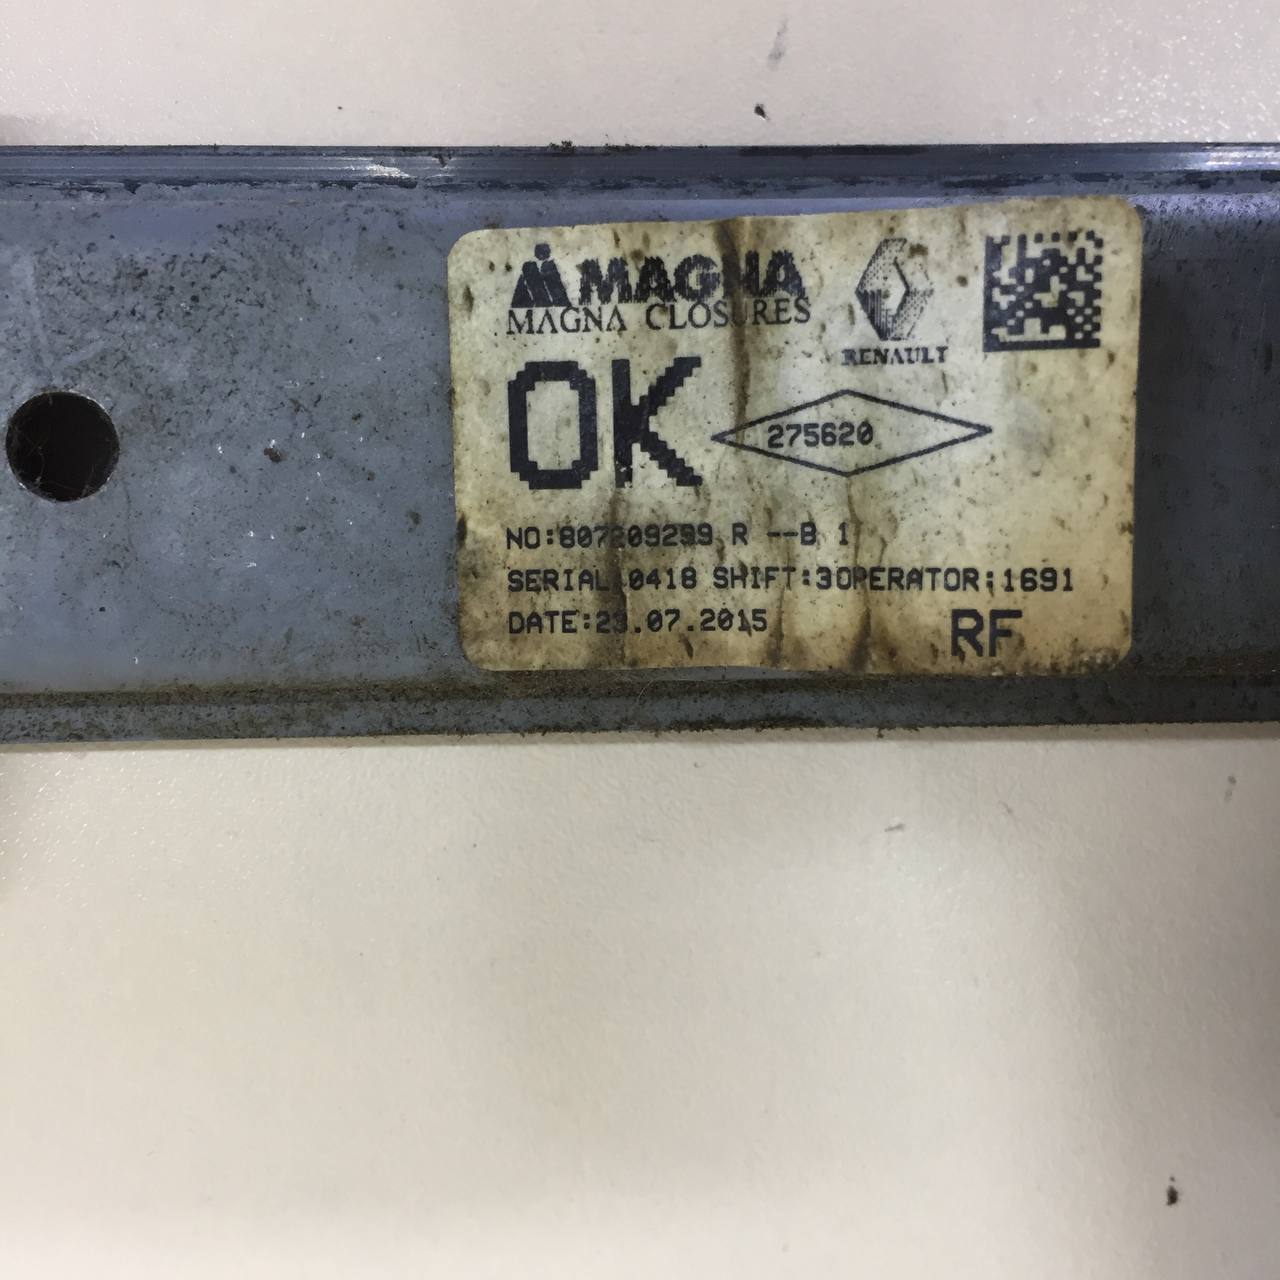 MAGNA
MAGNA CLOSURES
RENAULT
OK
275620
NO:807209299 R --B 1
SERIAL:0418 SHIFT:3OPERATOR:1691
DATE:23.07.2015
RF